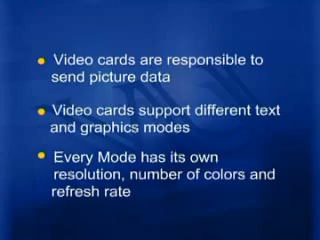 Video cards are responsible to
send picture data
Video cards support different text
and graphics modes
Every Mode has its own
resolution, number of colors and
refresh rate